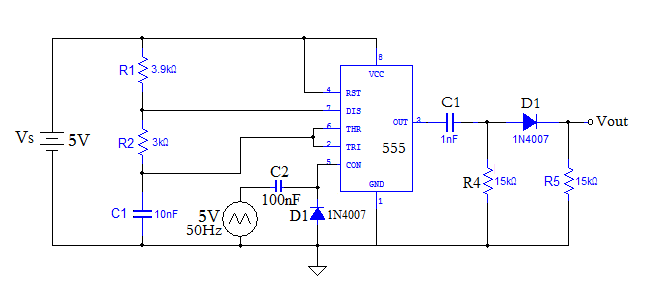 R1 3.9kΩ
8
VCC
4 RST
7 DIS
C1
D1
Vs 5V
R2 3kΩ
6 THR
OUT 3
Vout
2 TRI
555
1nF
1N4007
C2
5 CON
100nF
R4 15kΩ
R5 15kΩ
GND
C1 10nF
5V
50Hz
D1 1N4007
1